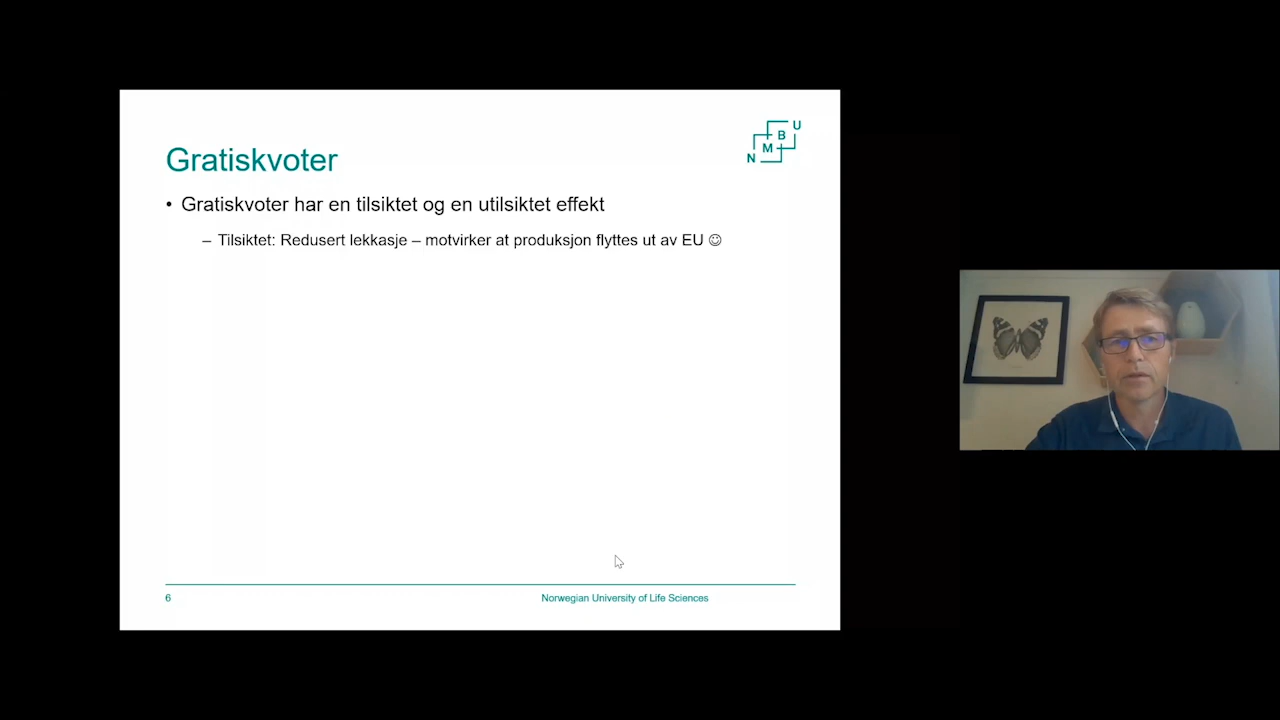 Gratiskvoter
N M B U
• Gratiskvoter har en tilsiktet og en utilsiktet effekt
– Tilsiktet: Redusert lekkasje – motvirker at produksjon flyttes ut av EU ☺
6
Norwegian University of Life Sciences